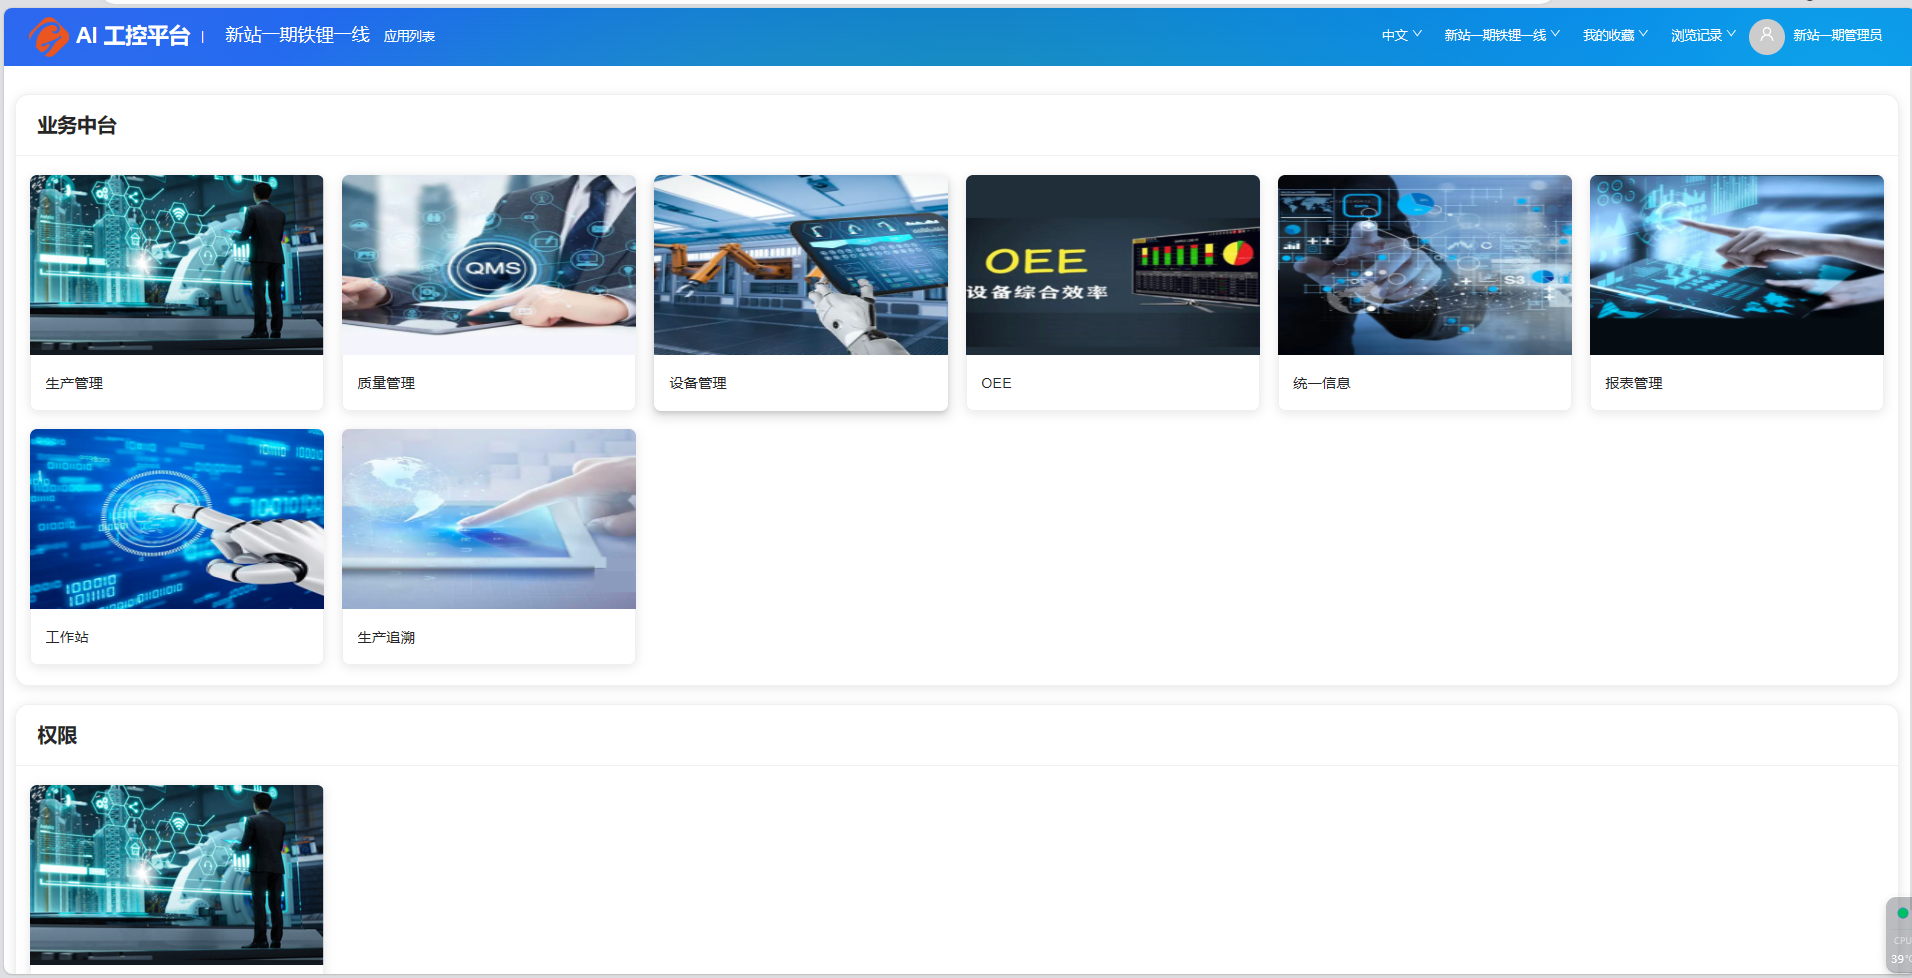 AI 工控平台 | 新站一期铁锂一线 应用列表 中文 新站一期铁锂一线 我的收藏 浏览记录 新站一期管理员
业务中台
QMS
OEE
设备综合效率
S3
生产管理 质量管理 设备管理 OEE 统一信息 报表管理
100010
101110
工作站 生产追溯
权限
CPU
39°C